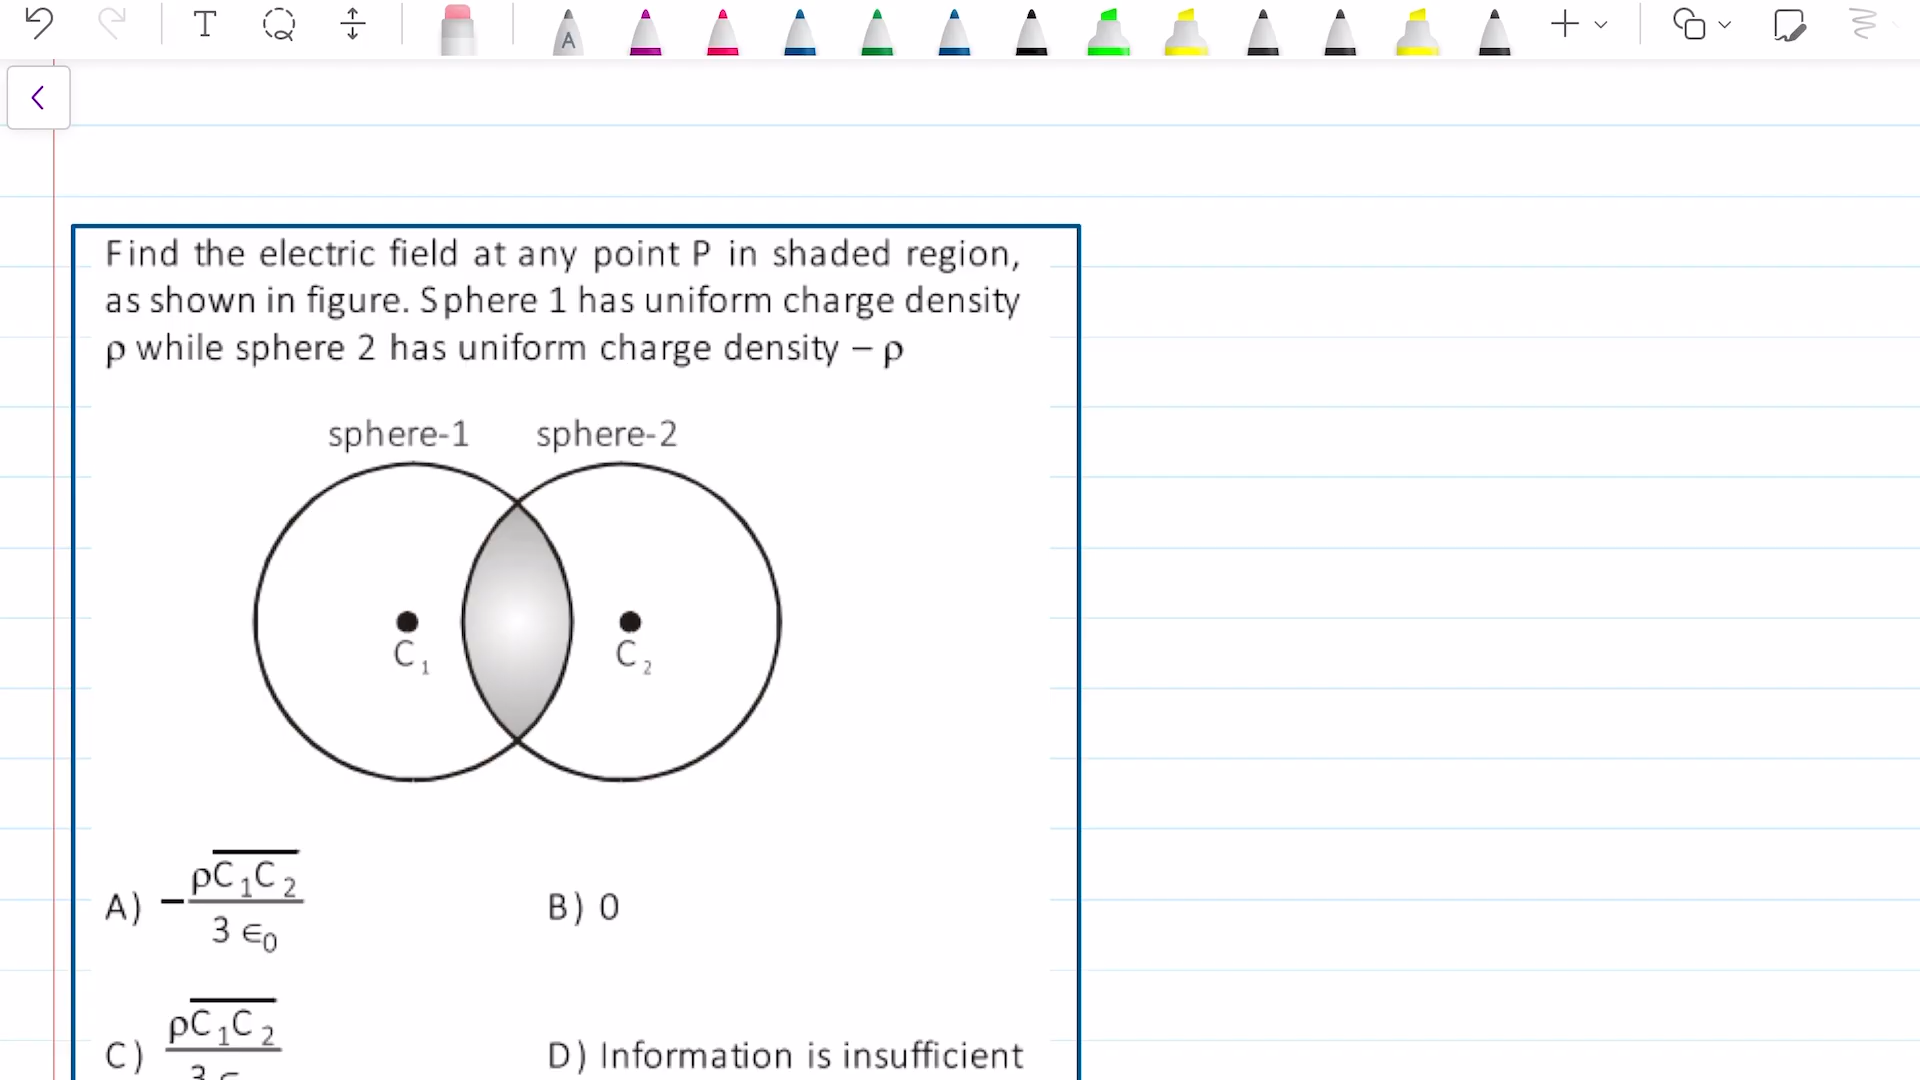 T
A
Find the electric field at any point P in shaded region,
as shown in figure. Sphere 1 has uniform charge density
ρ while sphere 2 has uniform charge density – ρ
sphere-1 sphere-2
C₁ C₂
A) –ρC₁C₂/3 ∈₀ B) 0
C) ρC₁C₂/3 ∈ D) Information is insufficient